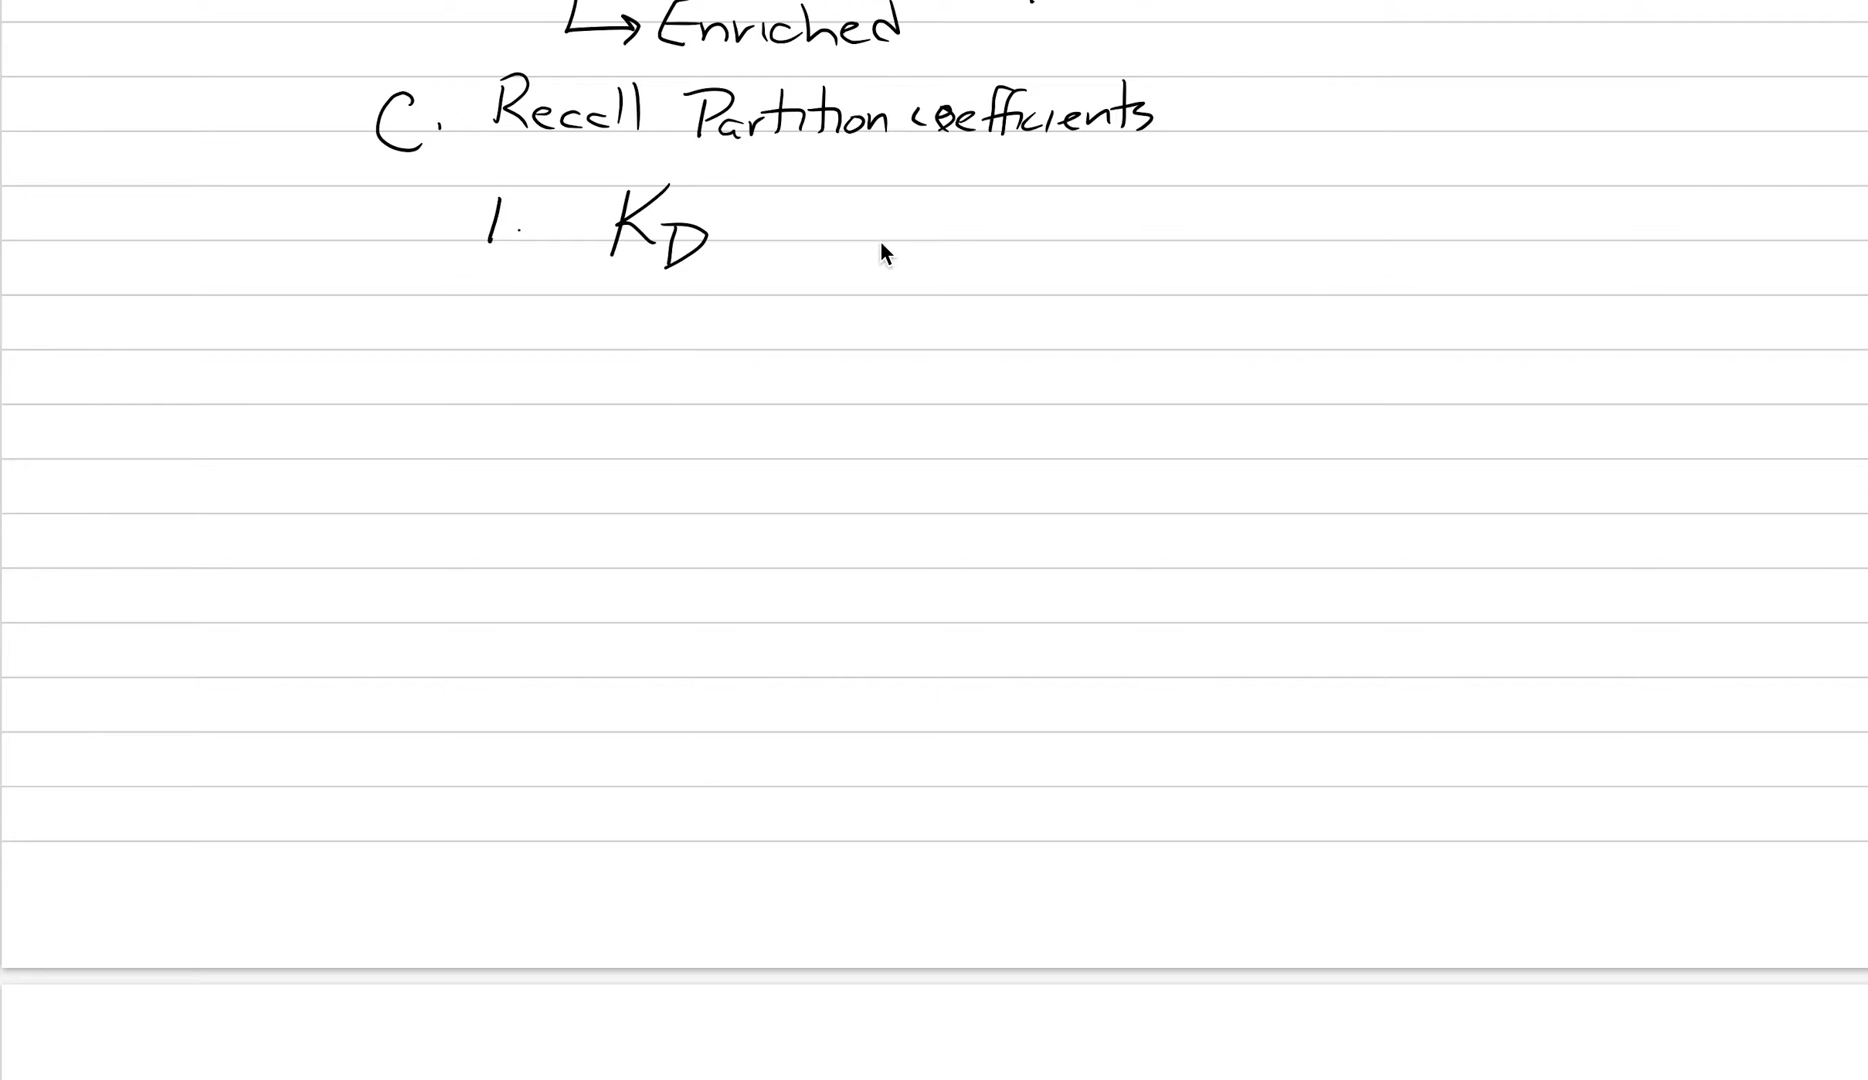 ↳ Enriched
C. Recall Partition coefficients
1. K_D